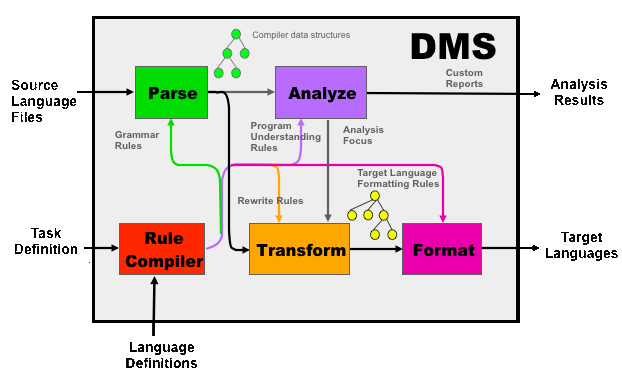 Compiler data structures
DMS
Source
Language
Files
Parse
Analyze
Custom
Reports
Analysis
Results
Grammar
Rules
Program
Understanding
Rules
Analysis
Focus
Target Language
Formatting Rules
Rewrite Rules
Task
Definition
Rule
Compiler
Transform
Format
Target
Languages
Language
Definitions